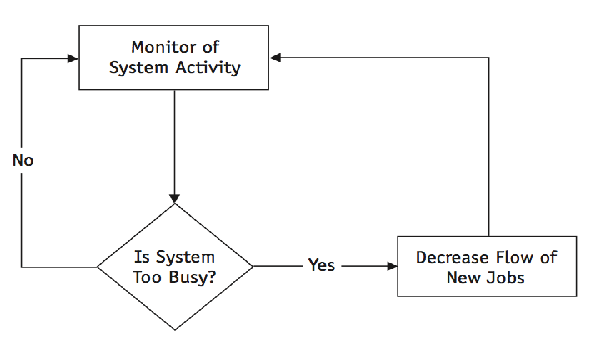 Monitor of
System Activity
No
Is System
Too Busy?
Yes
Decrease Flow of
New Jobs